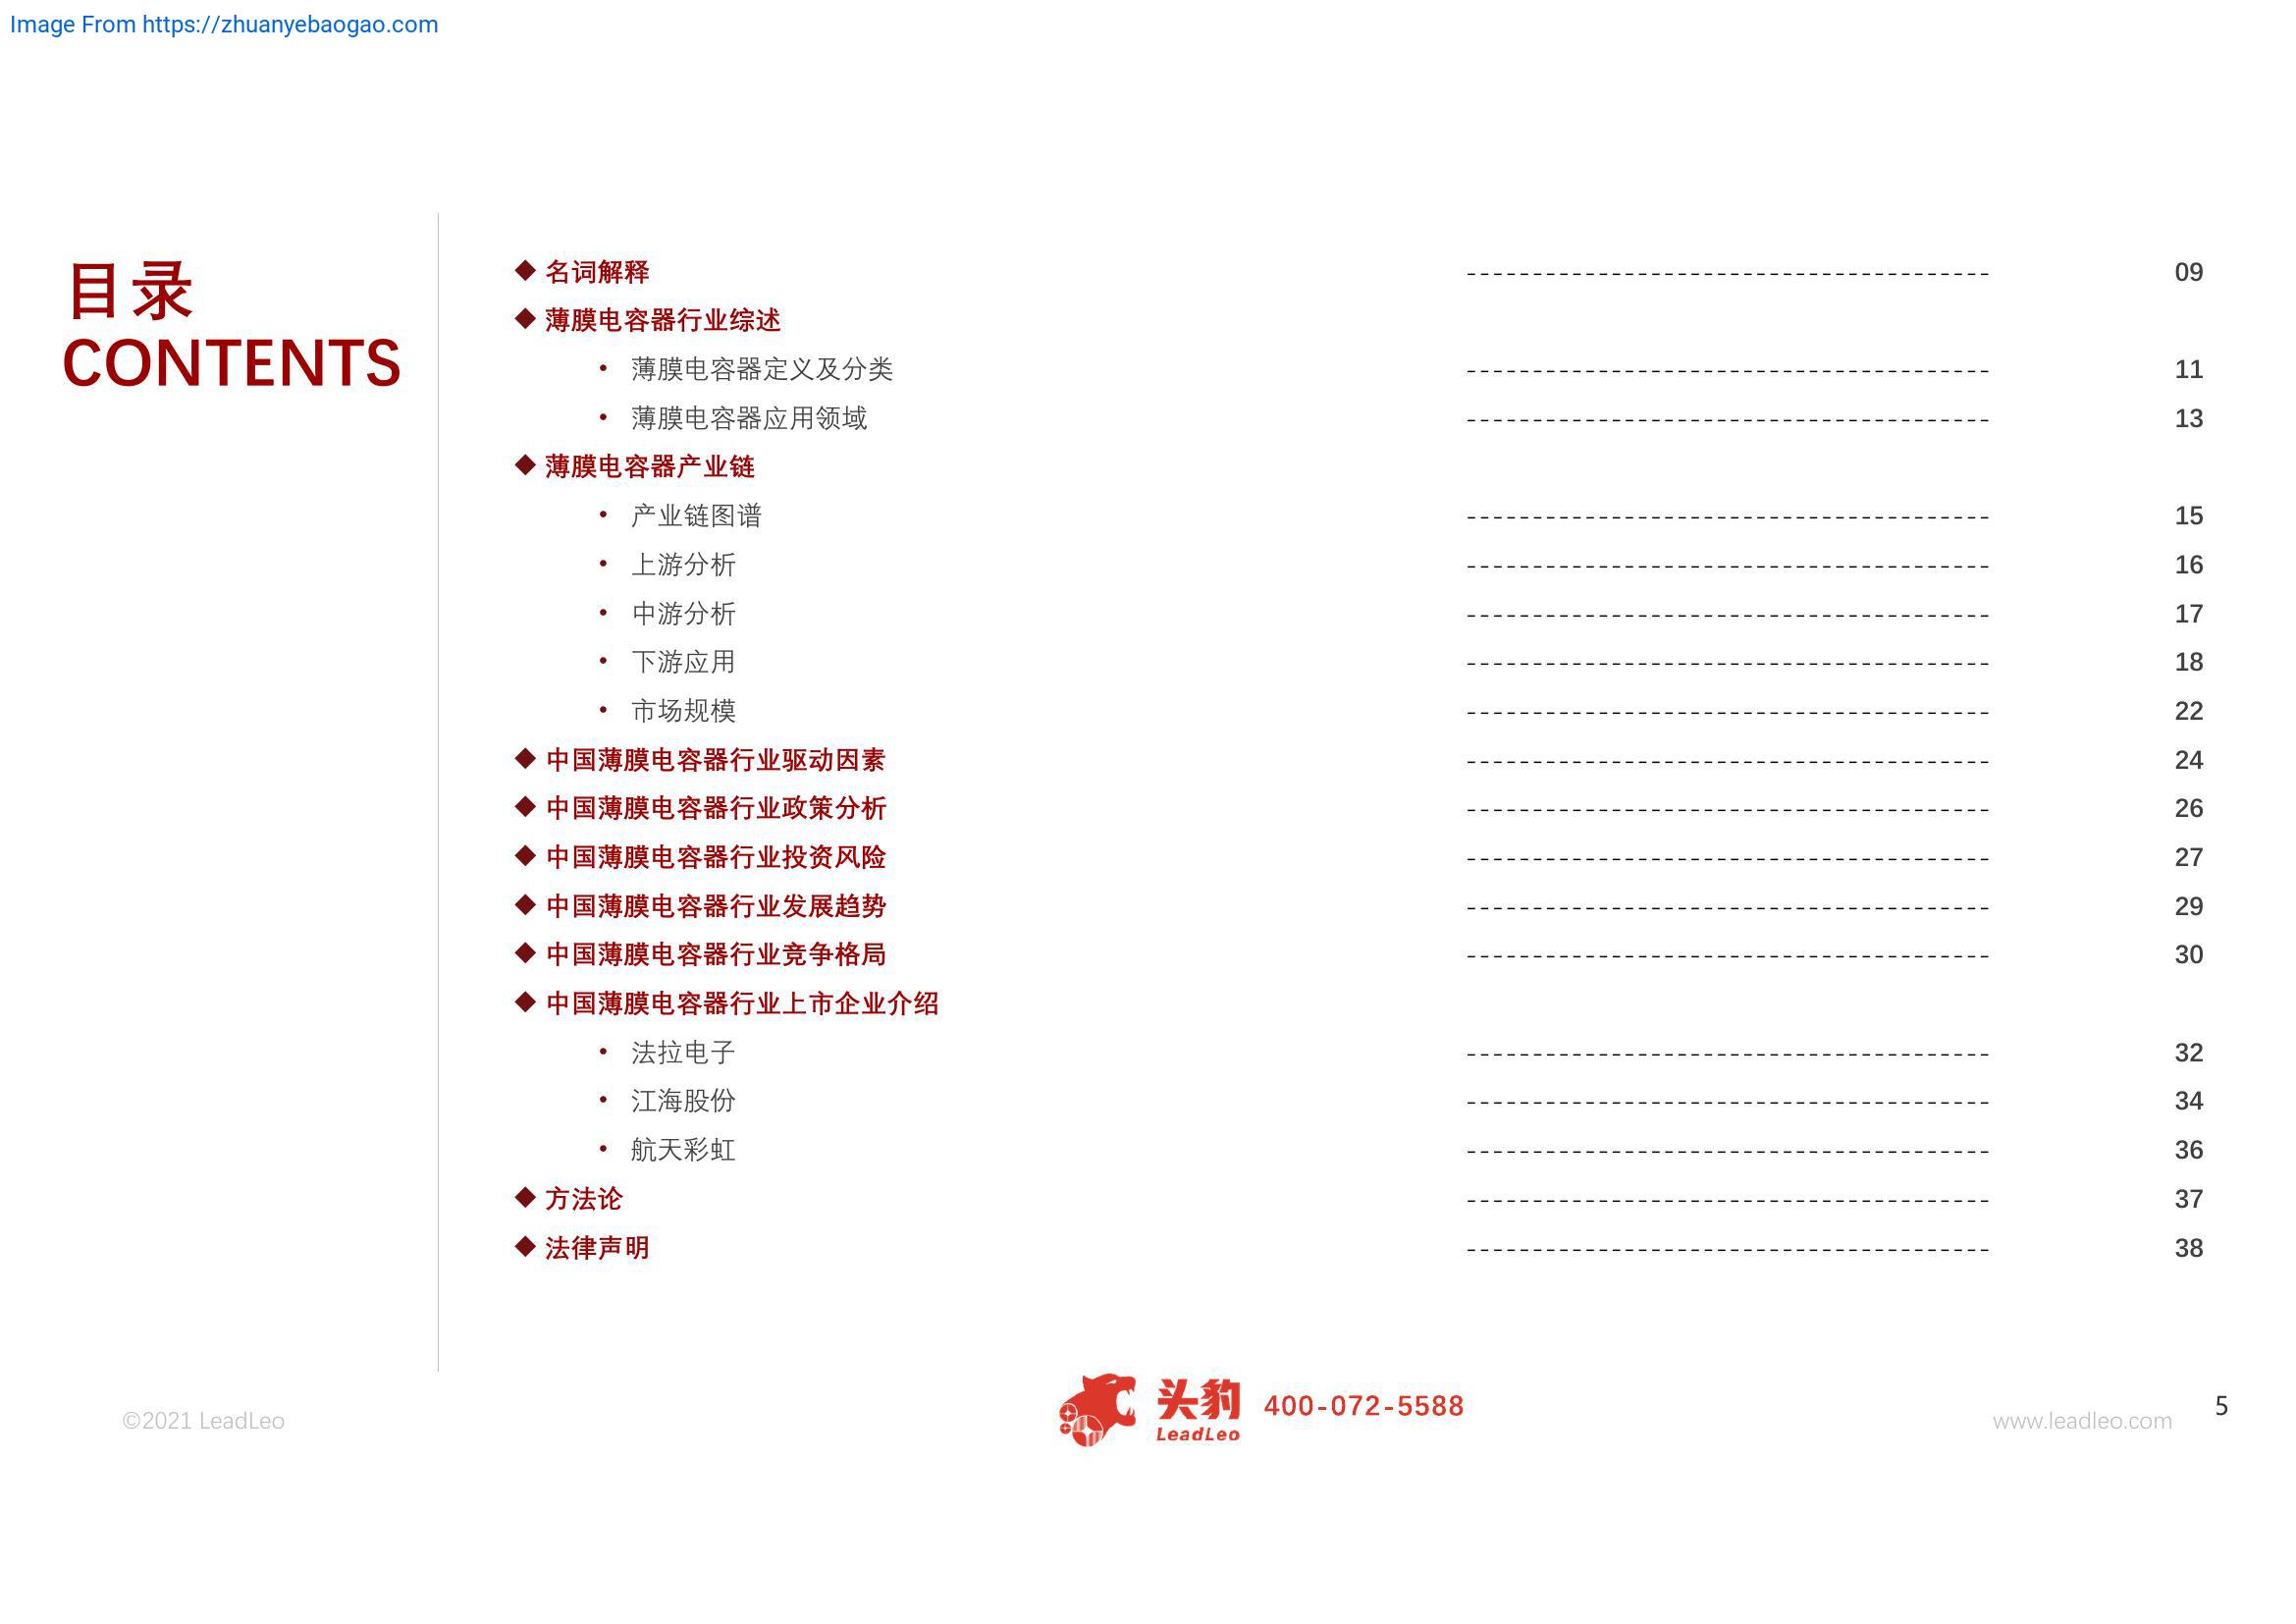 Image From https://zhuanyebaogao.com
目录
CONTENTS
◆ 名词解释 ---------------------------------------- 09
◆ 薄膜电容器行业综述
• 薄膜电容器定义及分类 ---------------------------------------- 11
• 薄膜电容器应用领域 ---------------------------------------- 13
◆ 薄膜电容器产业链
• 产业链图谱 ---------------------------------------- 15
• 上游分析 ---------------------------------------- 16
• 中游分析 ---------------------------------------- 17
• 下游应用 ---------------------------------------- 18
• 市场规模 ---------------------------------------- 22
◆ 中国薄膜电容器行业驱动因素 ---------------------------------------- 24
◆ 中国薄膜电容器行业政策分析 ---------------------------------------- 26
◆ 中国薄膜电容器行业投资风险 ---------------------------------------- 27
◆ 中国薄膜电容器行业发展趋势 ---------------------------------------- 29
◆ 中国薄膜电容器行业竞争格局 ---------------------------------------- 30
◆ 中国薄膜电容器行业上市企业介绍
• 法拉电子 ---------------------------------------- 32
• 江海股份 ---------------------------------------- 34
• 航天彩虹 ---------------------------------------- 36
◆ 方法论 ---------------------------------------- 37
◆ 法律声明 ---------------------------------------- 38
©2021 LeadLeo
头豹
LeadLeo
400-072-5588
www.leadleo.com
5